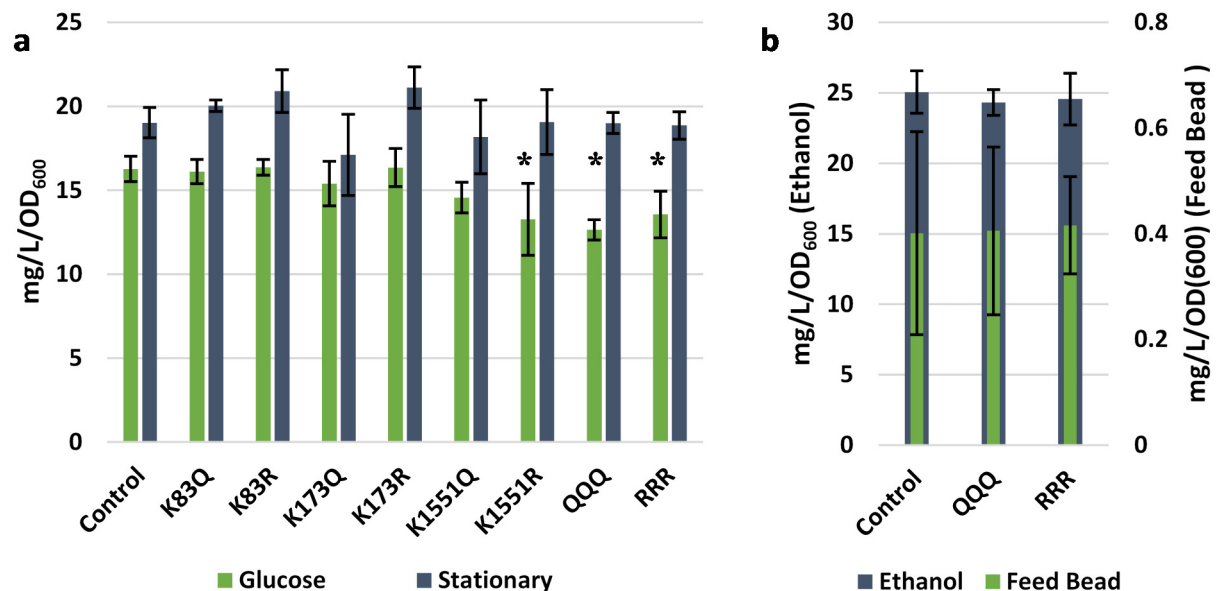 a
mg/L/OD600
25
20
15
10
5
0
*
*
*
Control
K83Q
K83R
K173Q
K173R
K1551Q
K1551R
QQQ
RRR
Glucose
Stationary
b
mg/L/OD600 (Ethanol)
30
25
20
15
10
5
0
0.8
0.6
0.4
0.2
0
mg/L/OD(600) (Feed Bead )
Control
QQQ
RRR
Ethanol
Feed Bead